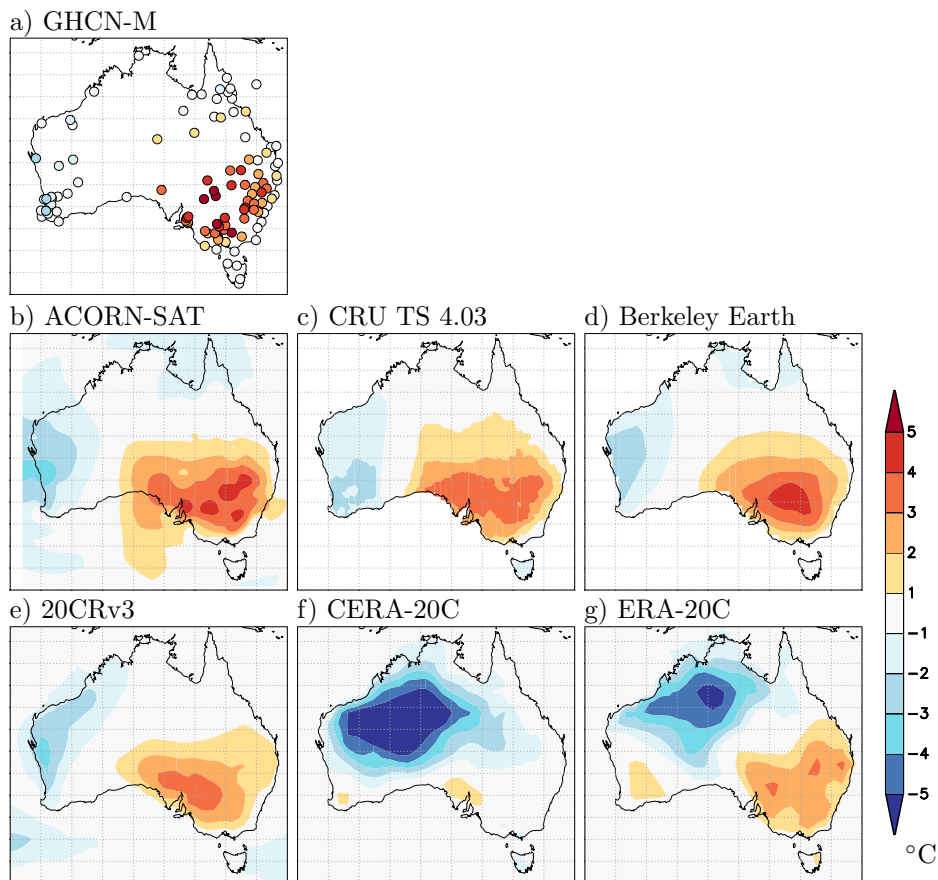 a) GHCN-M
b) ACORN-SAT
c) CRU TS 4.03
d) Berkeley Earth
e) 20CRv3
f) CERA-20C
g) ERA-20C
5
4
3
2
1
−1
−2
−3
−4
−5
°C